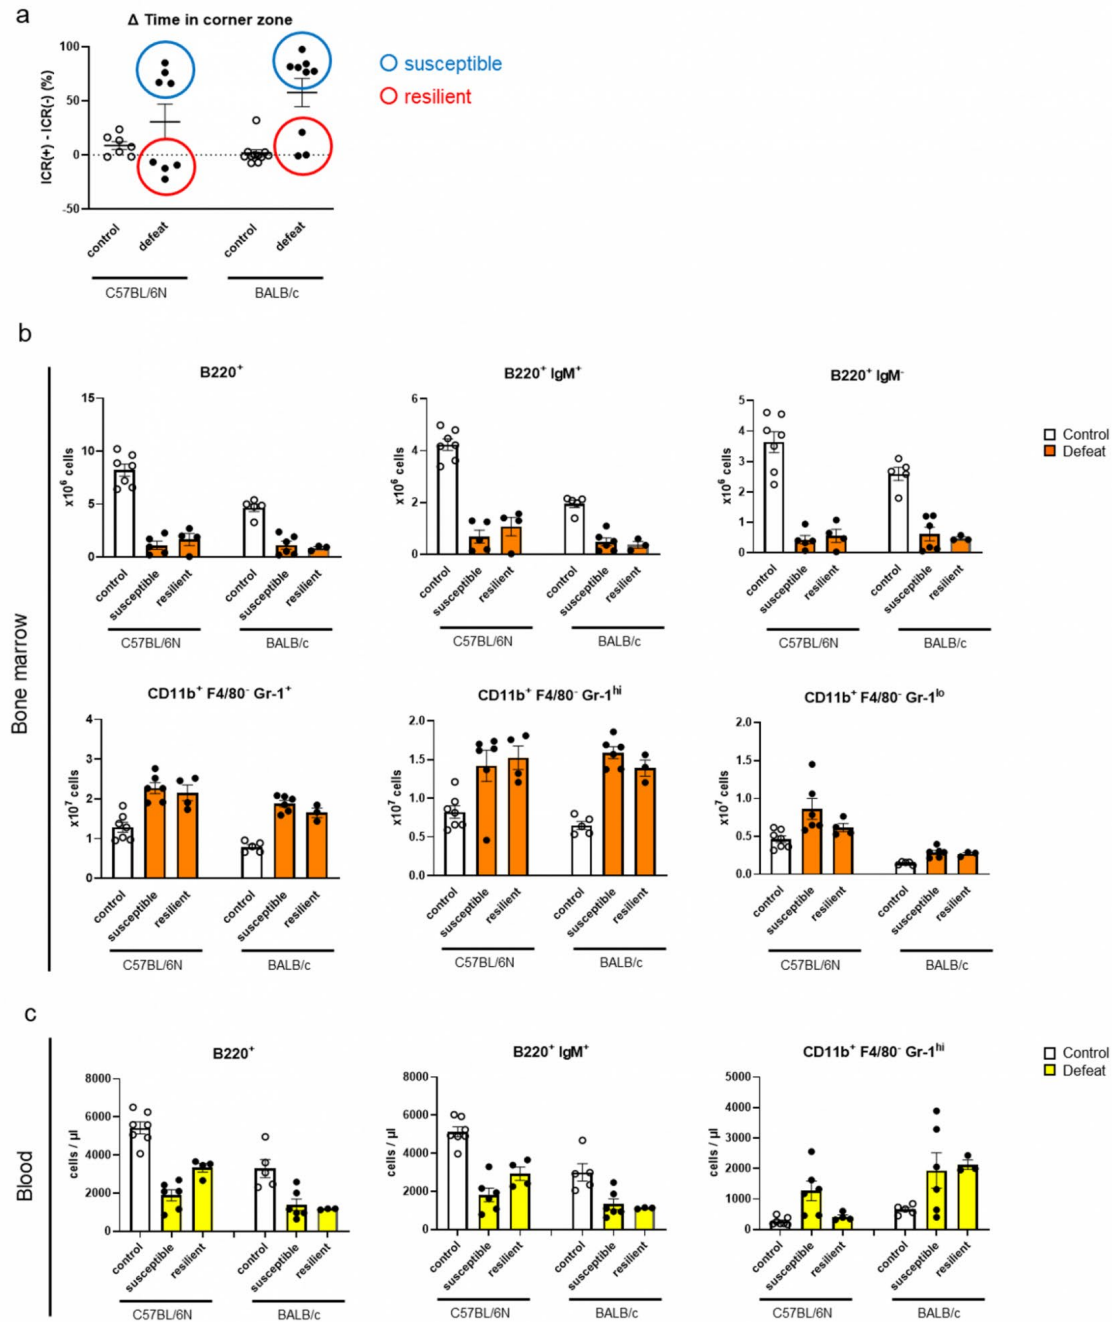 a
Δ Time in corner zone
ICR(+) - ICR(-) (%)
100
50
0
-50
control
defeat
control
defeat
C57BL/6N
BALB/c
susceptible
resilient
b
Bone marrow
B220⁺
x10⁶ cells
15
10
5
0
control
susceptible
resilient
control
susceptible
resilient
C57BL/6N
BALB/c
B220⁺ IgM⁺
x10⁶ cells
6
4
2
0
control
susceptible
resilient
control
susceptible
resilient
C57BL/6N
BALB/c
B220⁺ IgM⁻
x10⁶ cells
5
4
3
2
1
0
control
susceptible
resilient
control
susceptible
resilient
C57BL/6N
BALB/c
Control
Defeat
CD11b⁺ F4/80⁻ Gr-1⁺
x10⁷ cells
4
3
2
1
0
control
susceptible
resilient
control
susceptible
resilient
C57BL/6N
BALB/c
CD11b⁺ F4/80⁻ Gr-1ʰⁱ
x10⁷ cells
2.0
1.5
1.0
0.5
0.0
control
susceptible
resilient
control
susceptible
resilient
C57BL/6N
BALB/c
CD11b⁺ F4/80⁻ Gr-1ˡᵒ
x10⁷ cells
2.0
1.5
1.0
0.5
0.0
control
susceptible
resilient
control
susceptible
resilient
C57BL/6N
BALB/c
c
Blood
B220⁺
cells / µl
8000
6000
4000
2000
0
control
susceptible
resilient
control
susceptible
resilient
C57BL/6N
BALB/c
B220⁺ IgM⁺
cells / µl
8000
6000
4000
2000
0
control
susceptible
resilient
control
susceptible
resilient
C57BL/6N
BALB/c
CD11b⁺ F4/80⁻ Gr-1ʰⁱ
cells / µl
5000
4000
3000
2000
1000
0
control
susceptible
resilient
control
susceptible
resilient
C57BL/6N
BALB/c
Control
Defeat